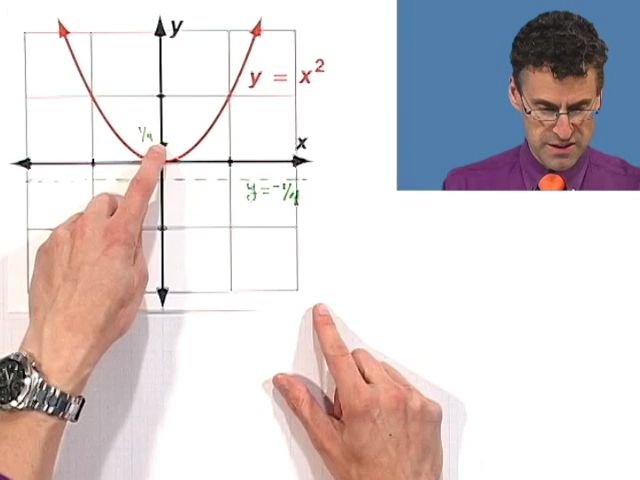 y
y = x²
1/4
x
y = -1/4